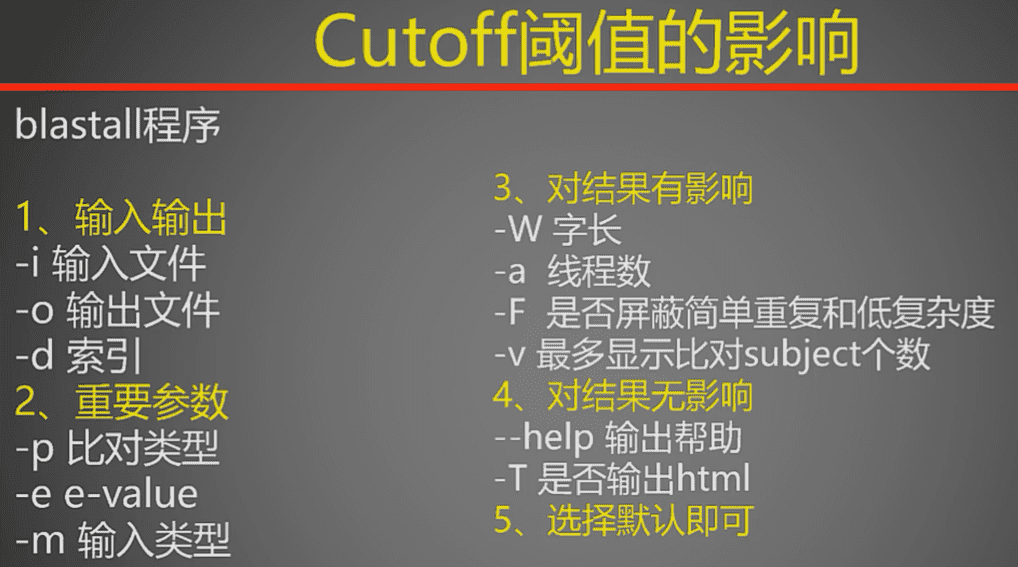 Cutoff阈值的影响
blastall程序
1、输入输出
-i 输入文件
-o 输出文件
-d 索引
2、重要参数
-p 比对类型
-e e-value
-m 输入类型
3、对结果有影响
-W 字长
-a 线程数
-F 是否屏蔽简单重复和低复杂度
-v 最多显示比对subject个数
4、对结果无影响
--help 输出帮助
-T 是否输出html
5、选择默认即可